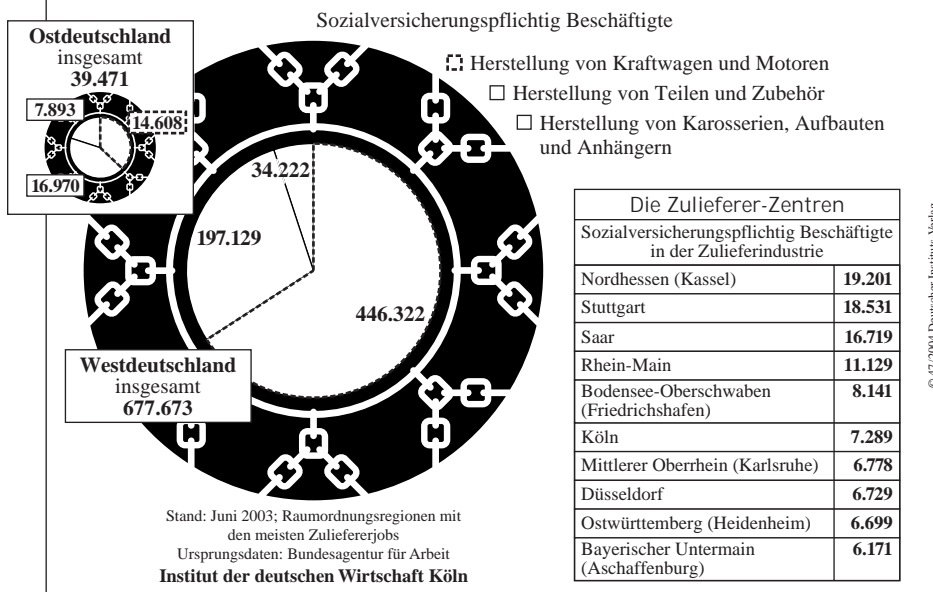 Sozialversicherungspflichtig Beschäftigte
Ostdeutschland
insgesamt
39.471
7.893
14.608
16.970
Herstellung von Kraftwagen und Motoren
Herstellung von Teilen und Zubehör
Herstellung von Karosserien, Aufbauten
und Anhängern
34.222
197.129
446.322
Westdeutschland
insgesamt
677.673
Die Zulieferer-Zentren
Sozialversicherungspflichtig Beschäftigte
in der Zulieferindustrie
Nordhessen (Kassel) 19.201
Stuttgart 18.531
Saar 16.719
Rhein-Main 11.129
Bodensee-Oberschwaben 8.141
(Friedrichshafen)
Köln 7.289
Mittlerer Oberrhein (Karlsruhe) 6.778
Düsseldorf 6.729
Ostwürttemberg (Heidenheim) 6.699
Bayerischer Untermain 6.171
(Aschaffenburg)
Stand: Juni 2003; Raumordnungsregionen mit
den meisten Zuliefererjobs
Ursprungsdaten: Bundesagentur für Arbeit
Institut der deutschen Wirtschaft Köln
© 47/2004 Deutscher Instituts-Verlag